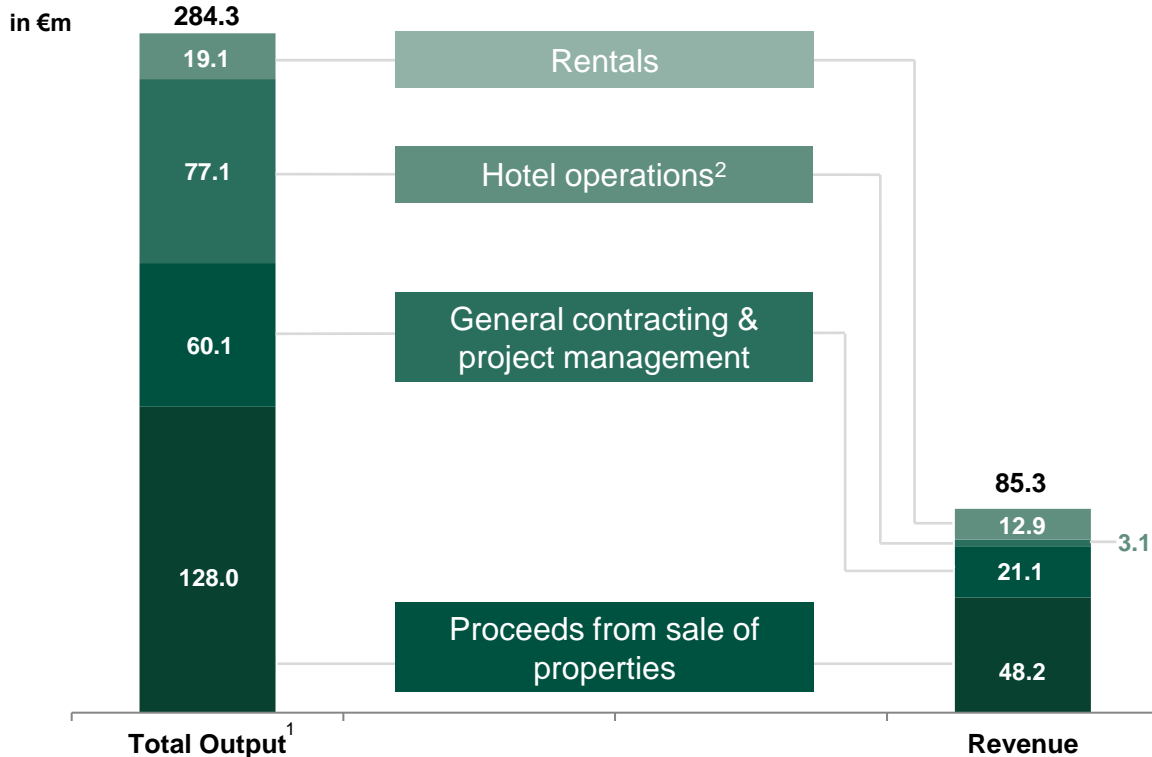 in €m
284.3
19.1
Rentals
77.1
Hotel operations2
60.1
General contracting &
project management
85.3
12.9
3.1
21.1
128.0
Proceeds from sale of
properties
48.2
Total Output1
Revenue